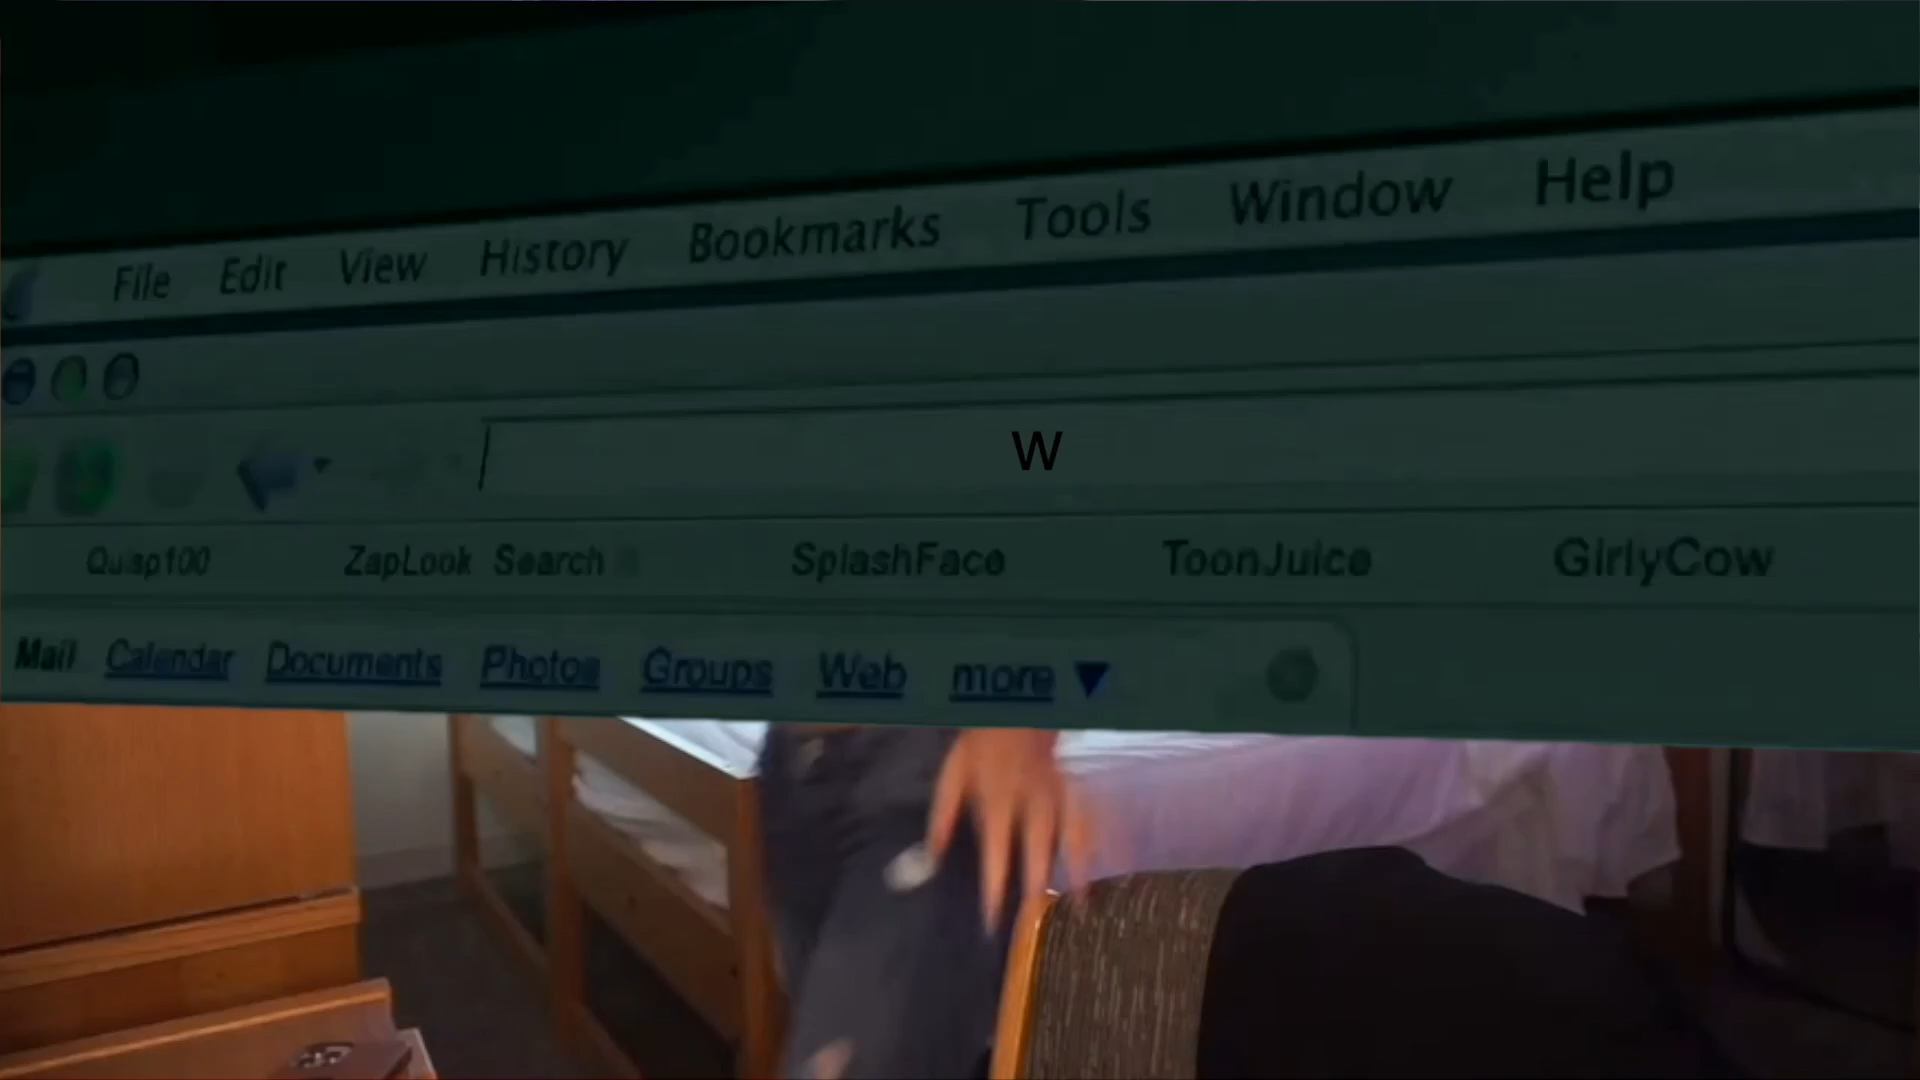 File Edit View History Bookmarks Tools Window Help
W
Quisp100 ZapLook Search SplashFace ToonJuice GirlyCow
Mail Calendar Documents Photos Groups Web more